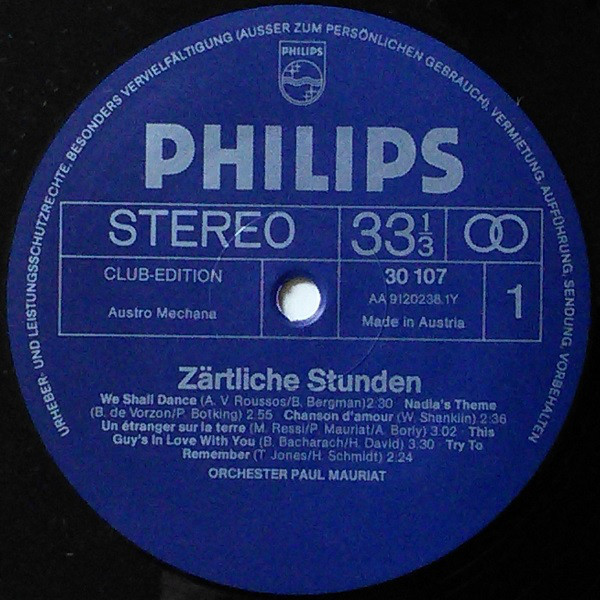 URHEBER- UND LEISTUNGSSCHUTZRECHTE, BESONDERS VERVIELFÄLTIGUNG (AUSSER ZUM PERSÖNLICHEN GEBRAUCH), VERMIETUNG, AUFFÜHRUNG, SENDUNG, VORBEHALTEN
PHILIPS
PHILIPS
STEREO 33 1/3
CLUB-EDITION 30 107
AA 9120238.1Y 1
Austro Mechana Made in Austria
Zärtliche Stunden
We Shall Dance (A. V. Roussos/B. Bergman)2:30 · Nadia's Theme
(B. de Vorzon/P. Botking) 2:55 · Chanson d'amour (W. Shanklin) 2:36
Un étranger sur la terre (M. Ressi/P. Mauriat/A. Borly) 3:02 · This
Guy's In Love With You (B. Bacharach/H. David) 3:30 · Try To
Remember (T. Jones/H. Schmidt) 2:24
ORCHESTER PAUL MAURIAT